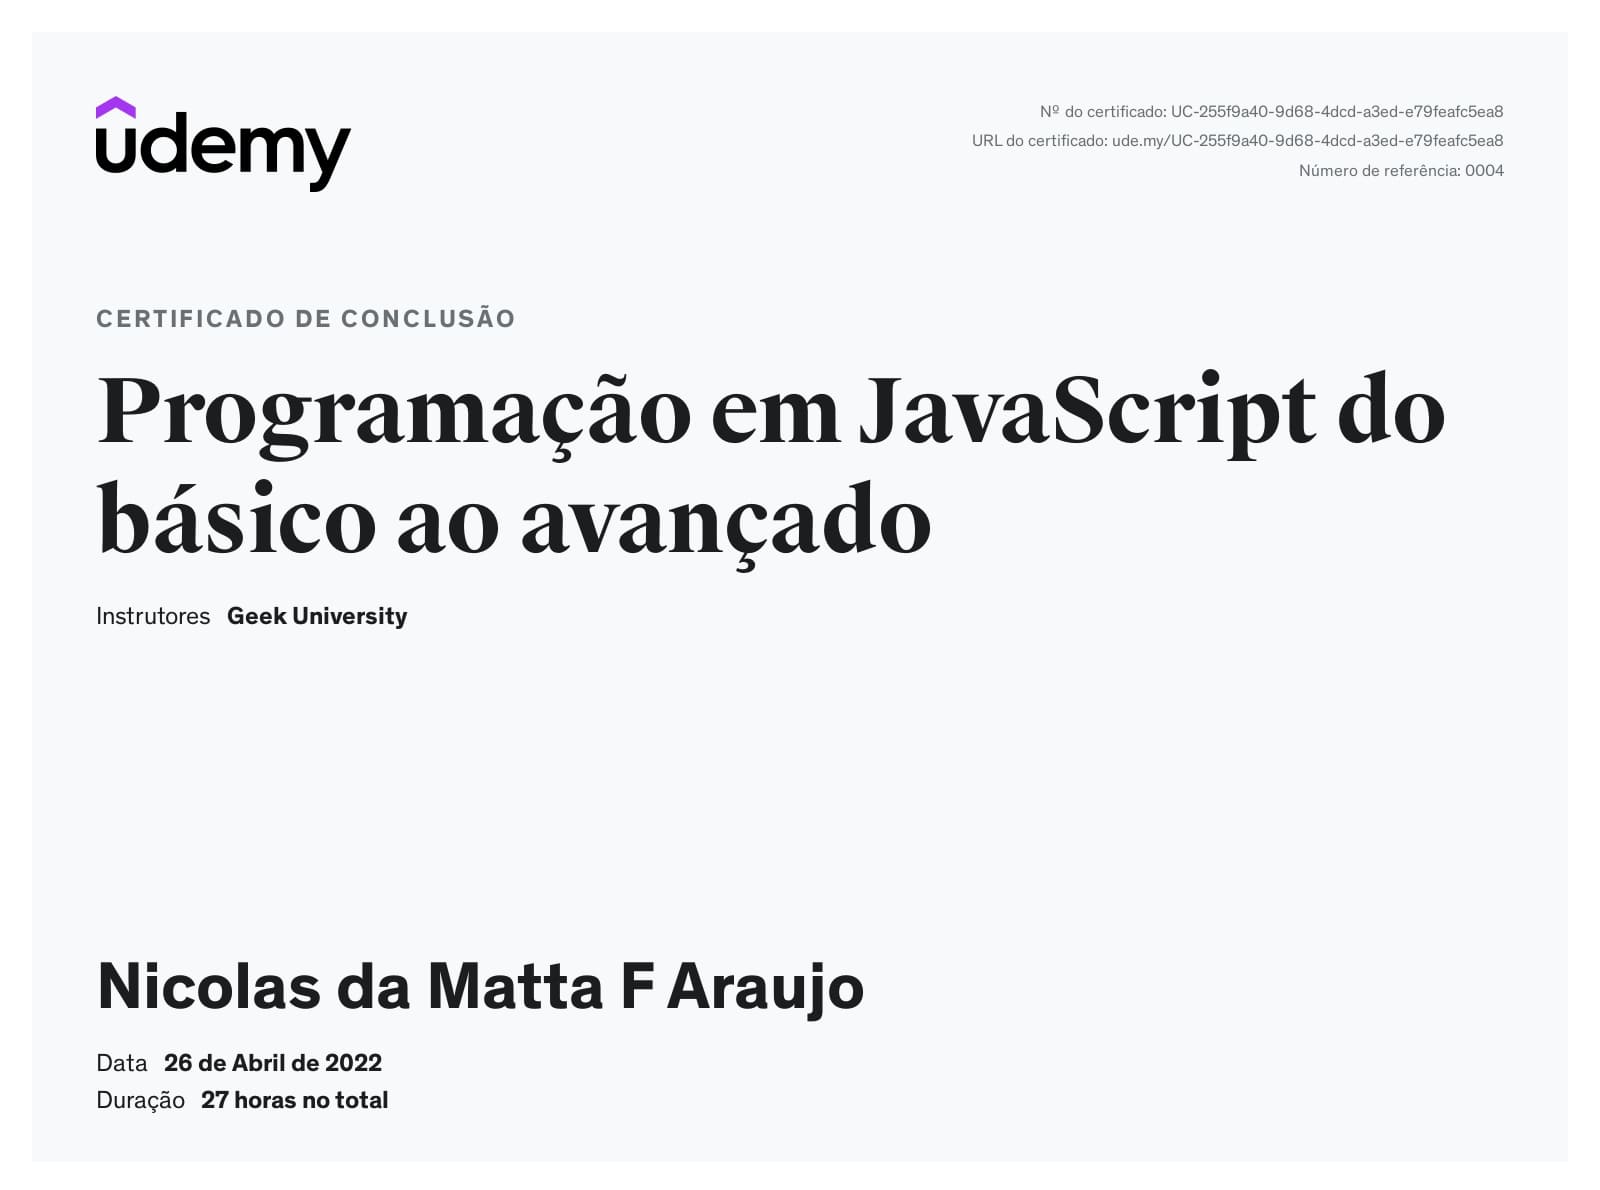 udemy
Nº do certificado: UC-255f9a40-9d68-4dcd-a3ed-e79feafc5ea8
URL do certificado: ude.my/UC-255f9a40-9d68-4dcd-a3ed-e79feafc5ea8
Número de referência: 0004
CERTIFICADO DE CONCLUSÃO
Programação em JavaScript do
básico ao avançado
Instrutores Geek University
Nicolas da Matta F Araujo
Data 26 de Abril de 2022
Duração 27 horas no total